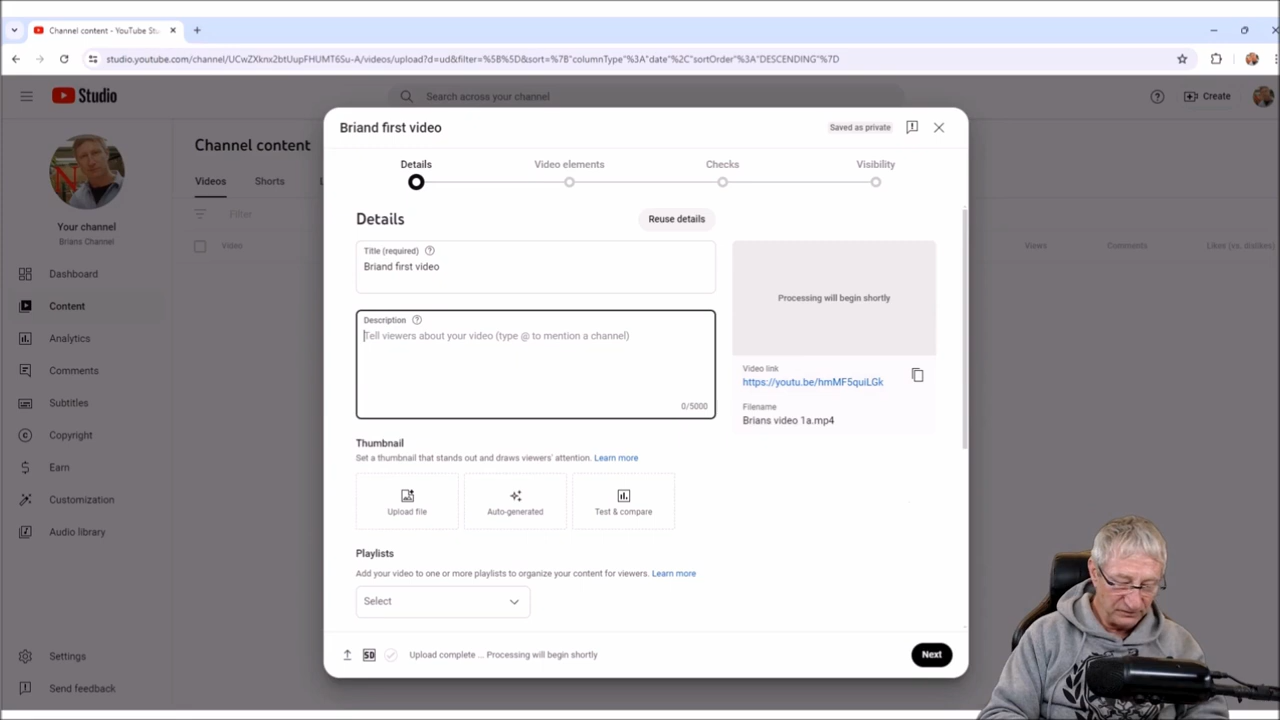 Channel content - YouTube Stu
studio.youtube.com/channel/UCwZXknx2btUupFHUMT6Su-A/videos/upload?d=ud&filter=%5B%5D&sort=%7B"columnType"%3A"date"%2C"sortOrder"%3A"DESCENDING"%7D
Studio
Search across your channel
Create
Your channel
Brians Channel
Dashboard
Content
Analytics
Comments
Subtitles
Copyright
Earn
Customization
Audio library
Settings
Send feedback
Channel content
Videos
Shorts
L
Filter
Video
Views
Comments
Likes (vs. dislikes)
Briand first video
Saved as private
Details
Video elements
Checks
Visibility
Details
Reuse details
Title (required)
Briand first video
Description
Tell viewers about your video (type @ to mention a channel)
0/5000
Processing will begin shortly
Video link
https://youtu.be/hmMF5quiLGk
Filename
Brians video 1a.mp4
Thumbnail
Set a thumbnail that stands out and draws viewers' attention. Learn more
Upload file
Auto-generated
Test & compare
Playlists
Add your video to one or more playlists to organize your content for viewers. Learn more
Select
SD
Upload complete ... Processing will begin shortly
Next